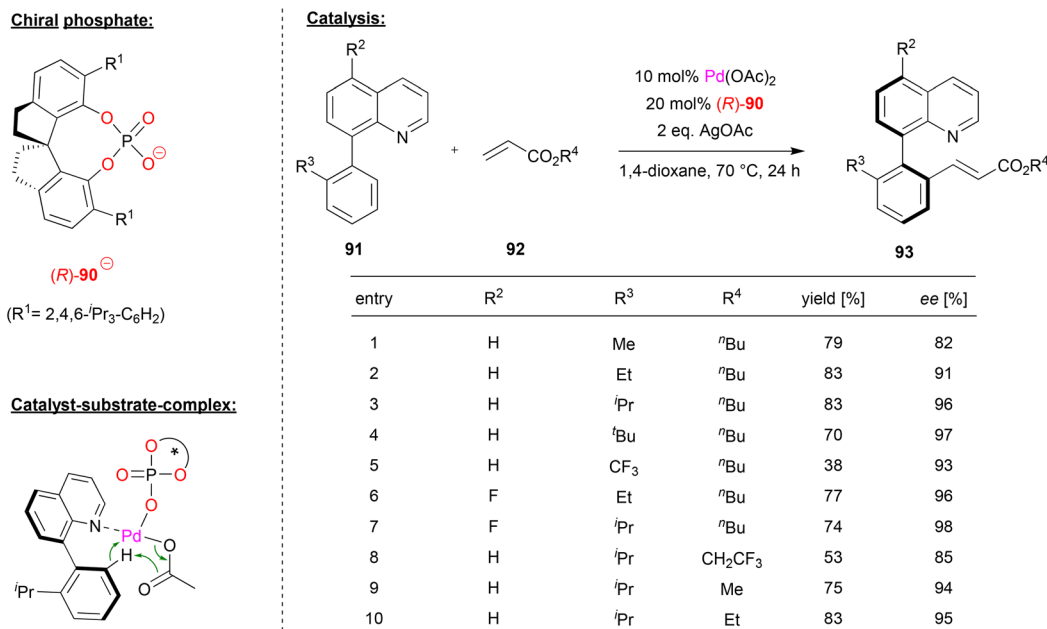 Chiral phosphate:
R¹
O
O
P
O
O⊖
R¹
(R)-90⊖
(R¹= 2,4,6-ⁱPr₃-C₆H₂)
Catalyst-substrate-complex:
O
*
O=P
O
O
N
Pd
H
O
O
ⁱPr
Catalysis:
R²
N
R³
91
+
CO₂R⁴
92
10 mol% Pd(OAc)₂
20 mol% (R)-90
2 eq. AgOAc
1,4-dioxane, 70 °C, 24 h
R²
N
R³
CO₂R⁴
93
entry R² R³ R⁴ yield [%] ee [%]
1 H Me ⁿBu 79 82
2 H Et ⁿBu 83 91
3 H ⁱPr ⁿBu 83 96
4 H ᵗBu ⁿBu 70 97
5 H CF₃ ⁿBu 38 93
6 F Et ⁿBu 77 96
7 F ⁱPr ⁿBu 74 98
8 H ⁱPr CH₂CF₃ 53 85
9 H ⁱPr Me 75 94
10 H ⁱPr Et 83 95